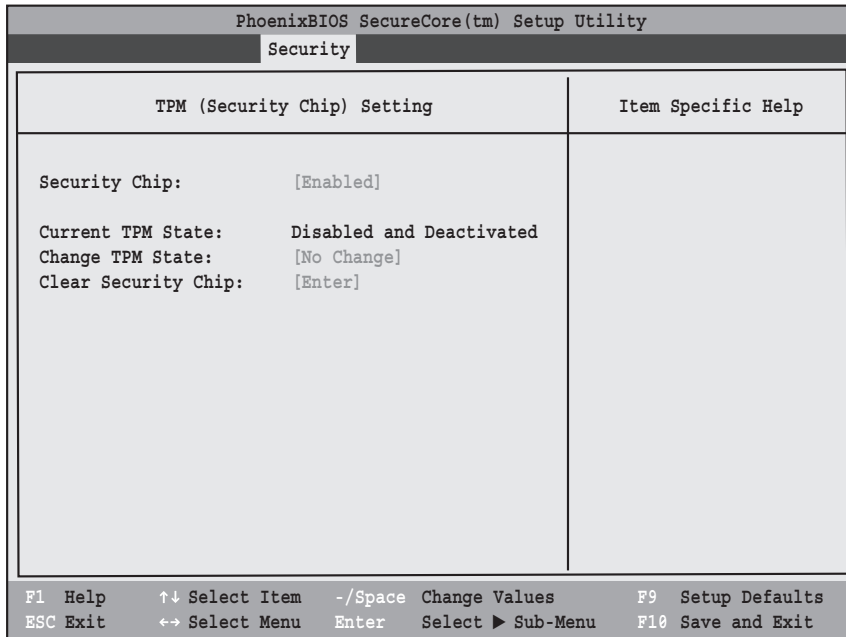 PhoenixBIOS SecureCore(tm) Setup Utility
Security
TPM (Security Chip) Setting
Item Specific Help
Security Chip: [Enabled]
Current TPM State: Disabled and Deactivated
Change TPM State: [No Change]
Clear Security Chip: [Enter]
F1 Help ↑↓ Select Item -/Space Change Values F9 Setup Defaults
ESC Exit ←→ Select Menu Enter Select ▶ Sub-Menu F10 Save and Exit